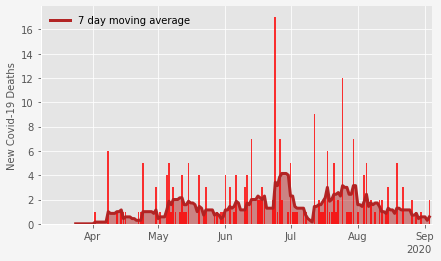 7 day moving average
New Covid-19 Deaths
16
14
12
10
8
6
4
2
0
Apr
May
Jun
Jul
Aug
Sep
2020